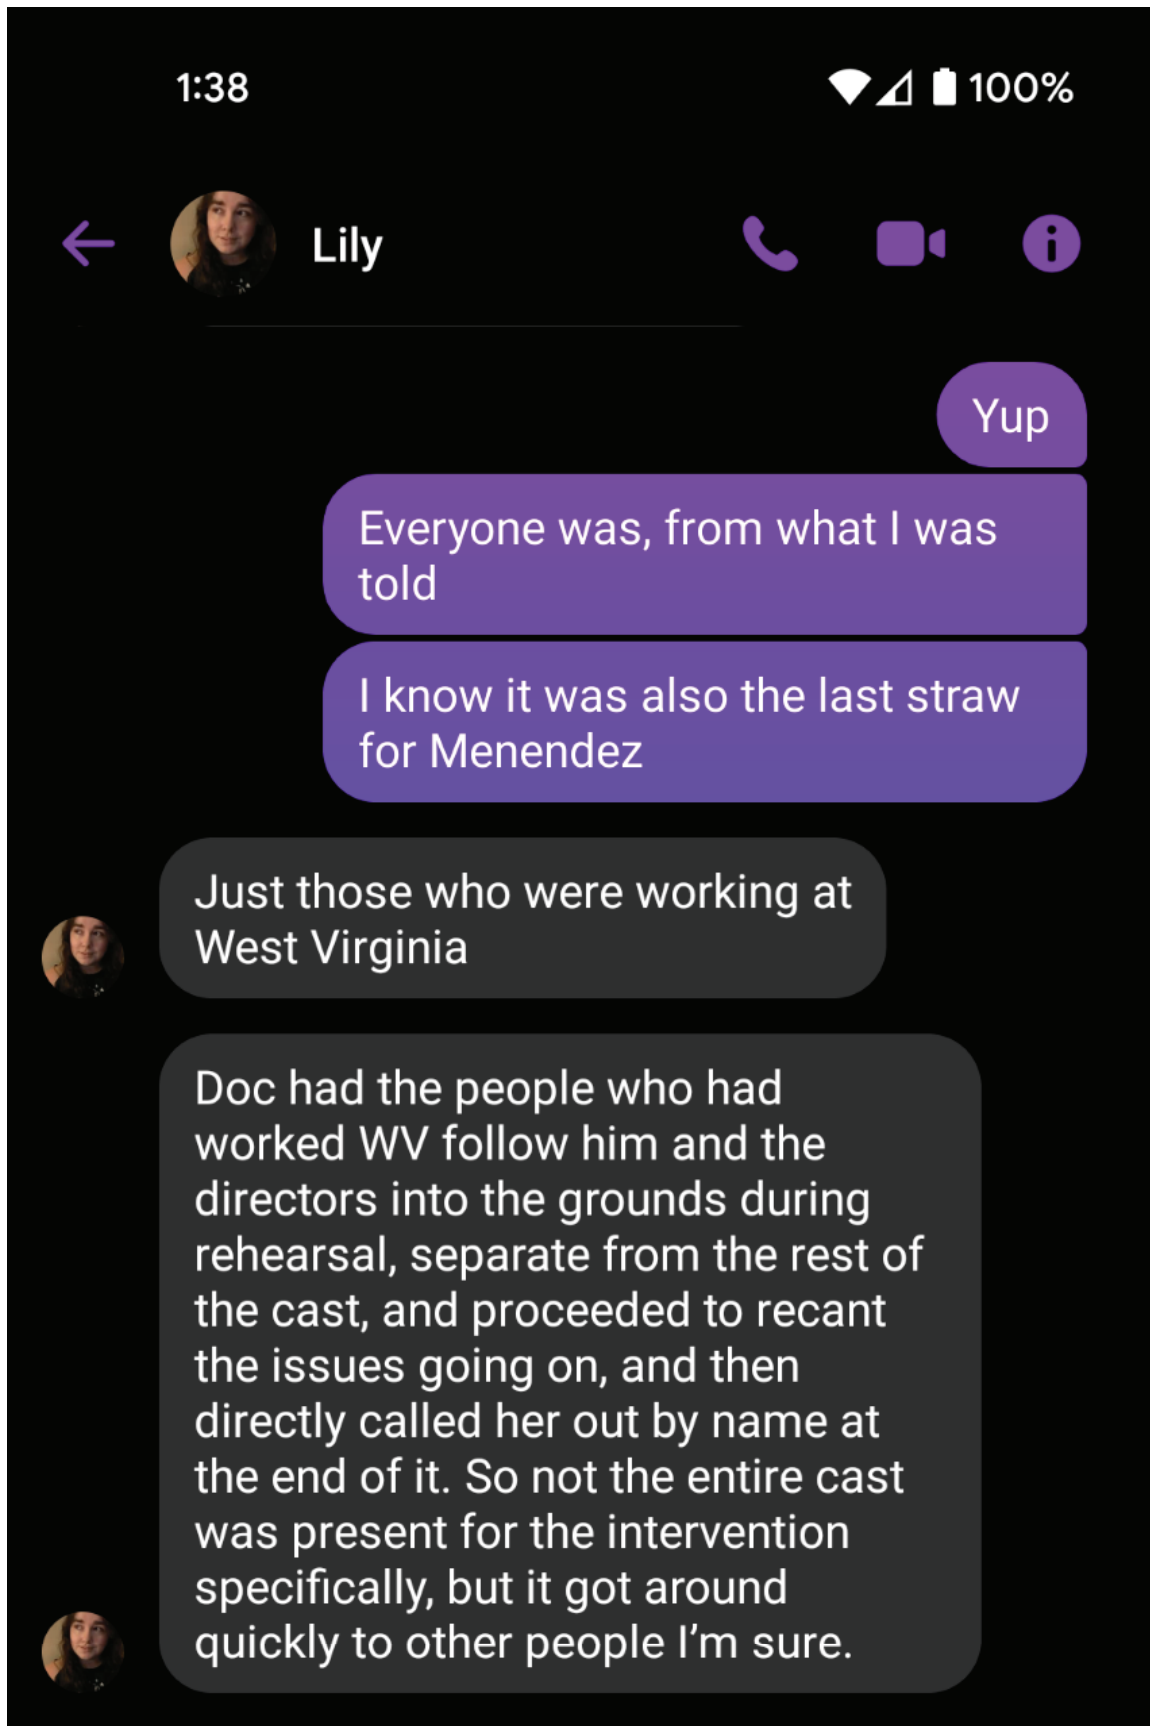 1:38
100%
Lily
Yup
Everyone was, from what I was
told
I know it was also the last straw
for Menendez
Just those who were working at
West Virginia
Doc had the people who had
worked WV follow him and the
directors into the grounds during
rehearsal, separate from the rest of
the cast, and proceeded to recant
the issues going on, and then
directly called her out by name at
the end of it. So not the entire cast
was present for the intervention
specifically, but it got around
quickly to other people I’m sure.